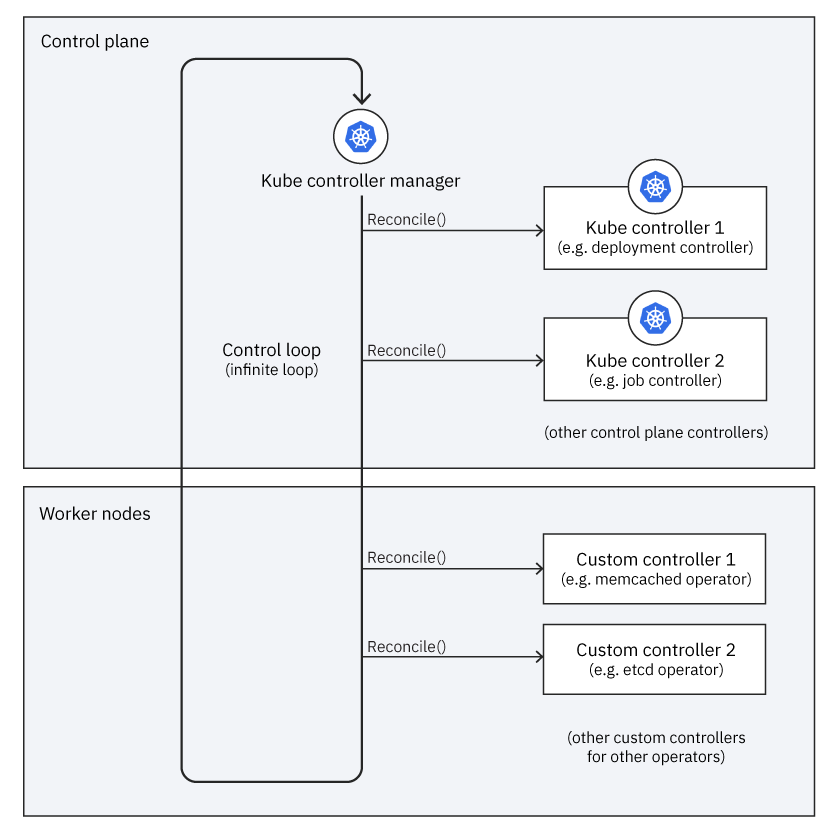 Control plane
Kube controller manager
Reconcile()
Kube controller 1
(e.g. deployment controller)
Control loop
(infinite loop)
Reconcile()
Kube controller 2
(e.g. job controller)
(other control plane controllers)
Worker nodes
Reconcile()
Custom controller 1
(e.g. memcached operator)
Reconcile()
Custom controller 2
(e.g. etcd operator)
(other custom controllers
for other operators)